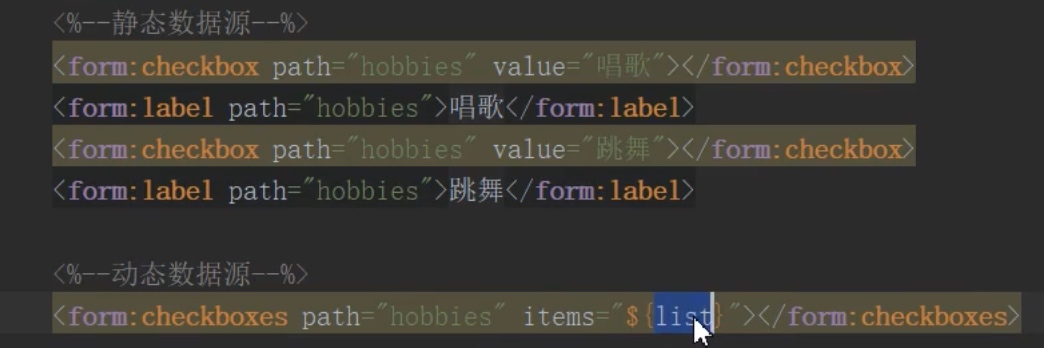 <%--静态数据源--%>
<form:checkbox path="hobbies" value="唱歌"></form:checkbox>
<form:label path="hobbies">唱歌</form:label>
<form:checkbox path="hobbies" value="跳舞"></form:checkbox>
<form:label path="hobbies">跳舞</form:label>
<%--动态数据源--%>
<form:checkboxes path="hobbies" items="${list}"></form:checkboxes>